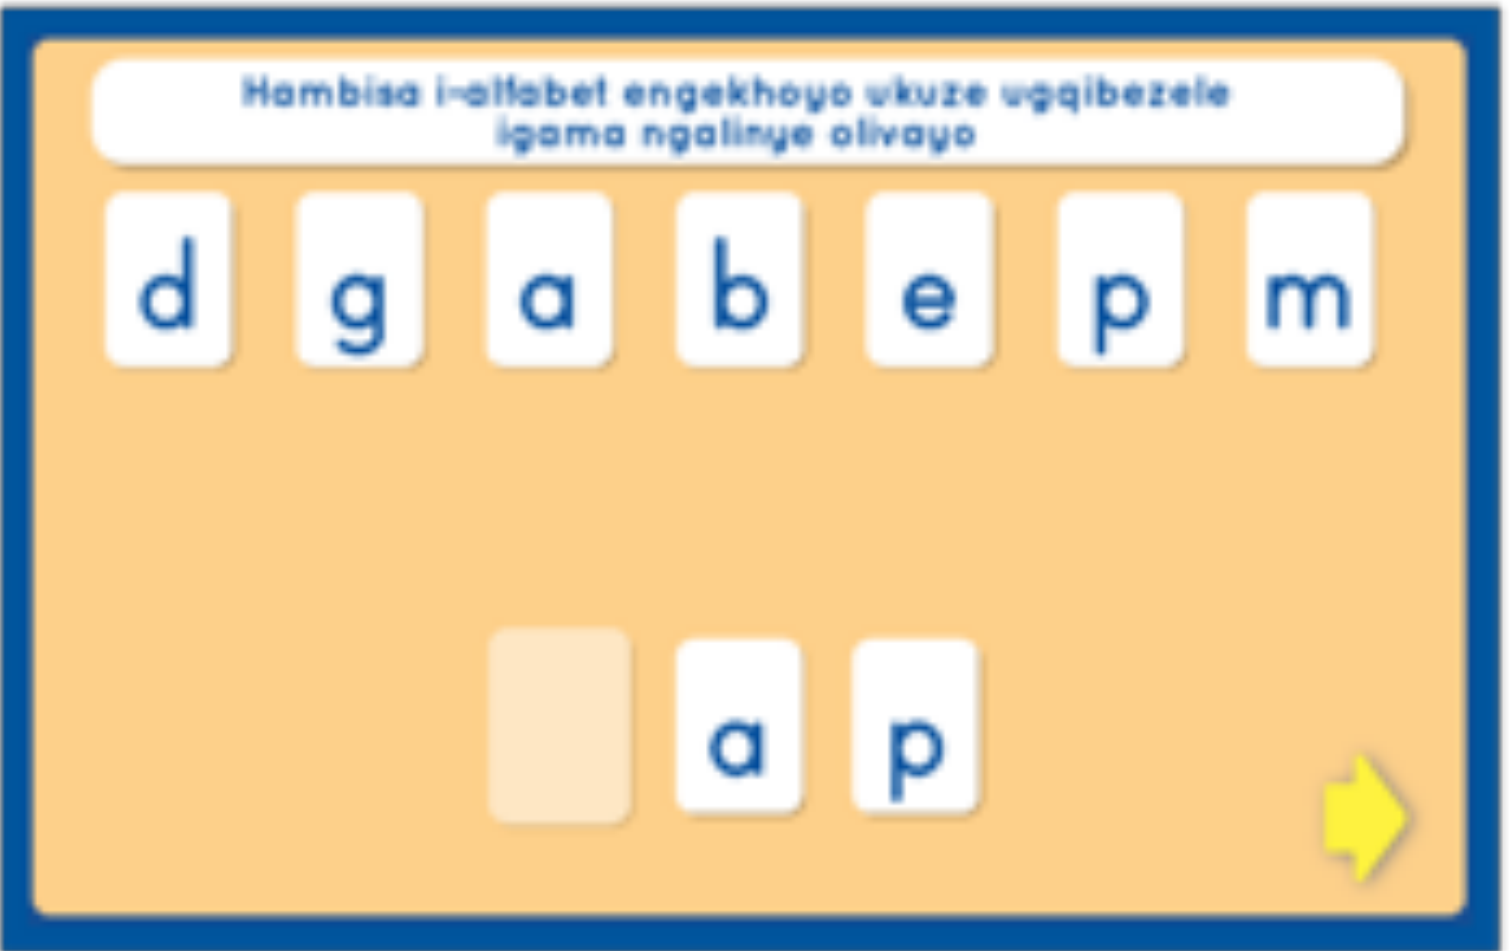 Hambisa i-alfabet engekhoyo ukuze ugqibezele
igama ngalinye olivayo
d g a b e p m
a p